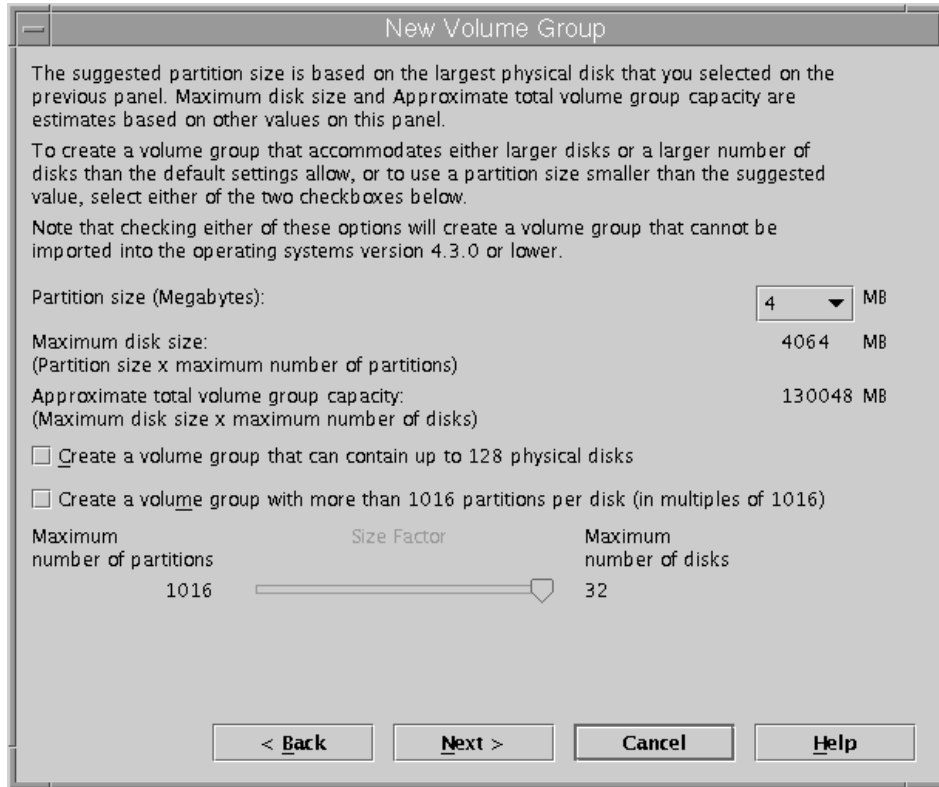 New Volume Group
The suggested partition size is based on the largest physical disk that you selected on the
previous panel. Maximum disk size and Approximate total volume group capacity are
estimates based on other values on this panel.
To create a volume group that accommodates either larger disks or a larger number of
disks than the default settings allow, or to use a partition size smaller than the suggested
value, select either of the two checkboxes below.
Note that checking either of these options will create a volume group that cannot be
imported into the operating systems version 4.3.0 or lower.
Partition size (Megabytes): 4 MB
Maximum disk size: 4064 MB
(Partition size x maximum number of partitions)
Approximate total volume group capacity: 130048 MB
(Maximum disk size x maximum number of disks)
Create a volume group that can contain up to 128 physical disks
Create a volume group with more than 1016 partitions per disk (in multiples of 1016)
Maximum Size Factor Maximum
number of partitions number of disks
1016 32
< Back Next > Cancel Help